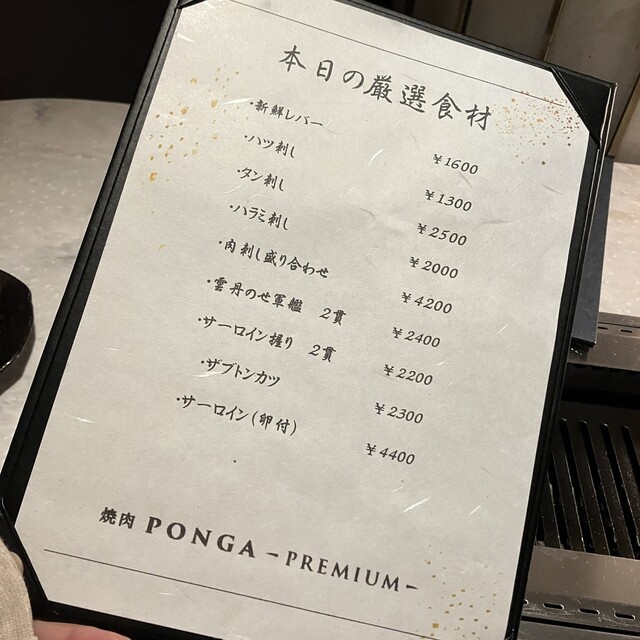 本日の厳選食材
・新鮮レバー ¥1600
・ハツ刺し ¥1300
・タン刺し ¥2500
・ハラミ刺し ¥2000
・肉刺し盛り合わせ ¥4200
・雲丹のせ軍艦 2貫 ¥2400
・サーロイン握り 2貫 ¥2200
・ザブトンカツ ¥2300
・サーロイン(卵付) ¥4400
・
焼肉 PONGA -PREMIUM-